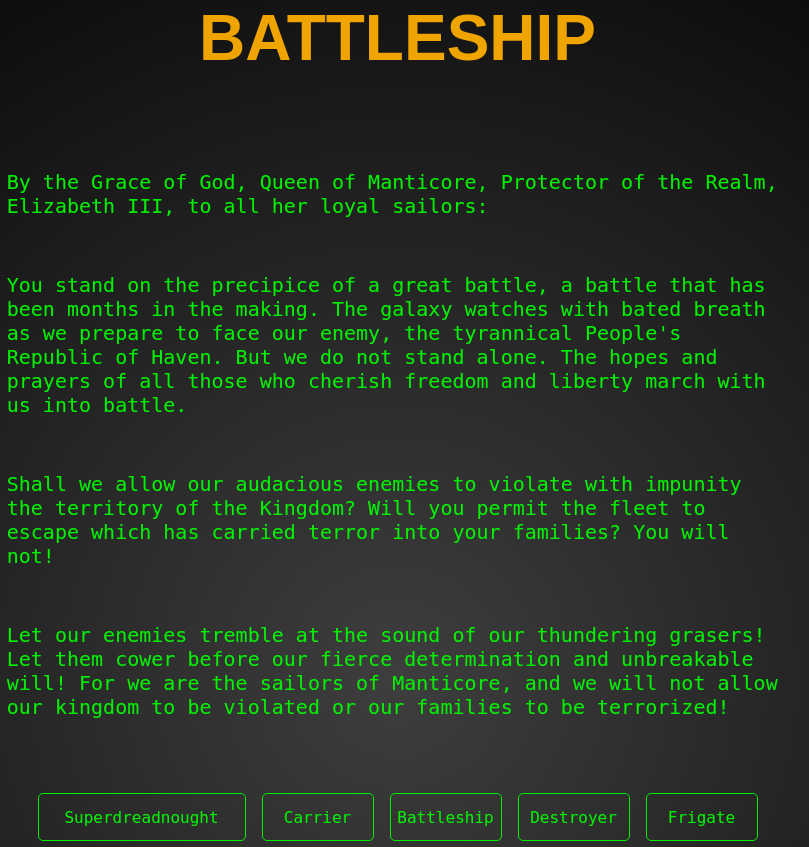 BATTLESHIP
By the Grace of God, Queen of Manticore, Protector of the Realm,
Elizabeth III, to all her loyal sailors:
You stand on the precipice of a great battle, a battle that has
been months in the making. The galaxy watches with bated breath
as we prepare to face our enemy, the tyrannical People's
Republic of Haven. But we do not stand alone. The hopes and
prayers of all those who cherish freedom and liberty march with
us into battle.
Shall we allow our audacious enemies to violate with impunity
the territory of the Kingdom? Will you permit the fleet to
escape which has carried terror into your families? You will
not!
Let our enemies tremble at the sound of our thundering grasers!
Let them cower before our fierce determination and unbreakable
will! For we are the sailors of Manticore, and we will not allow
our kingdom to be violated or our families to be terrorized!
Superdreadnought Carrier Battleship Destroyer Frigate